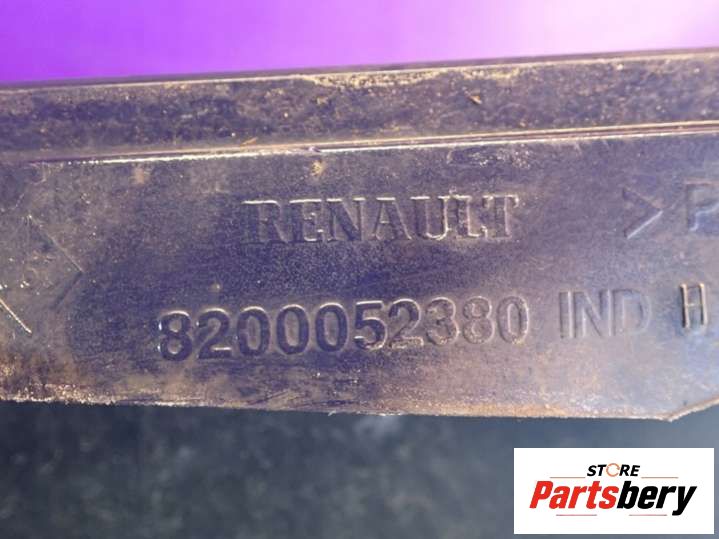 RENAULT
>P
8200052380 IND H
STORE
Partsbery